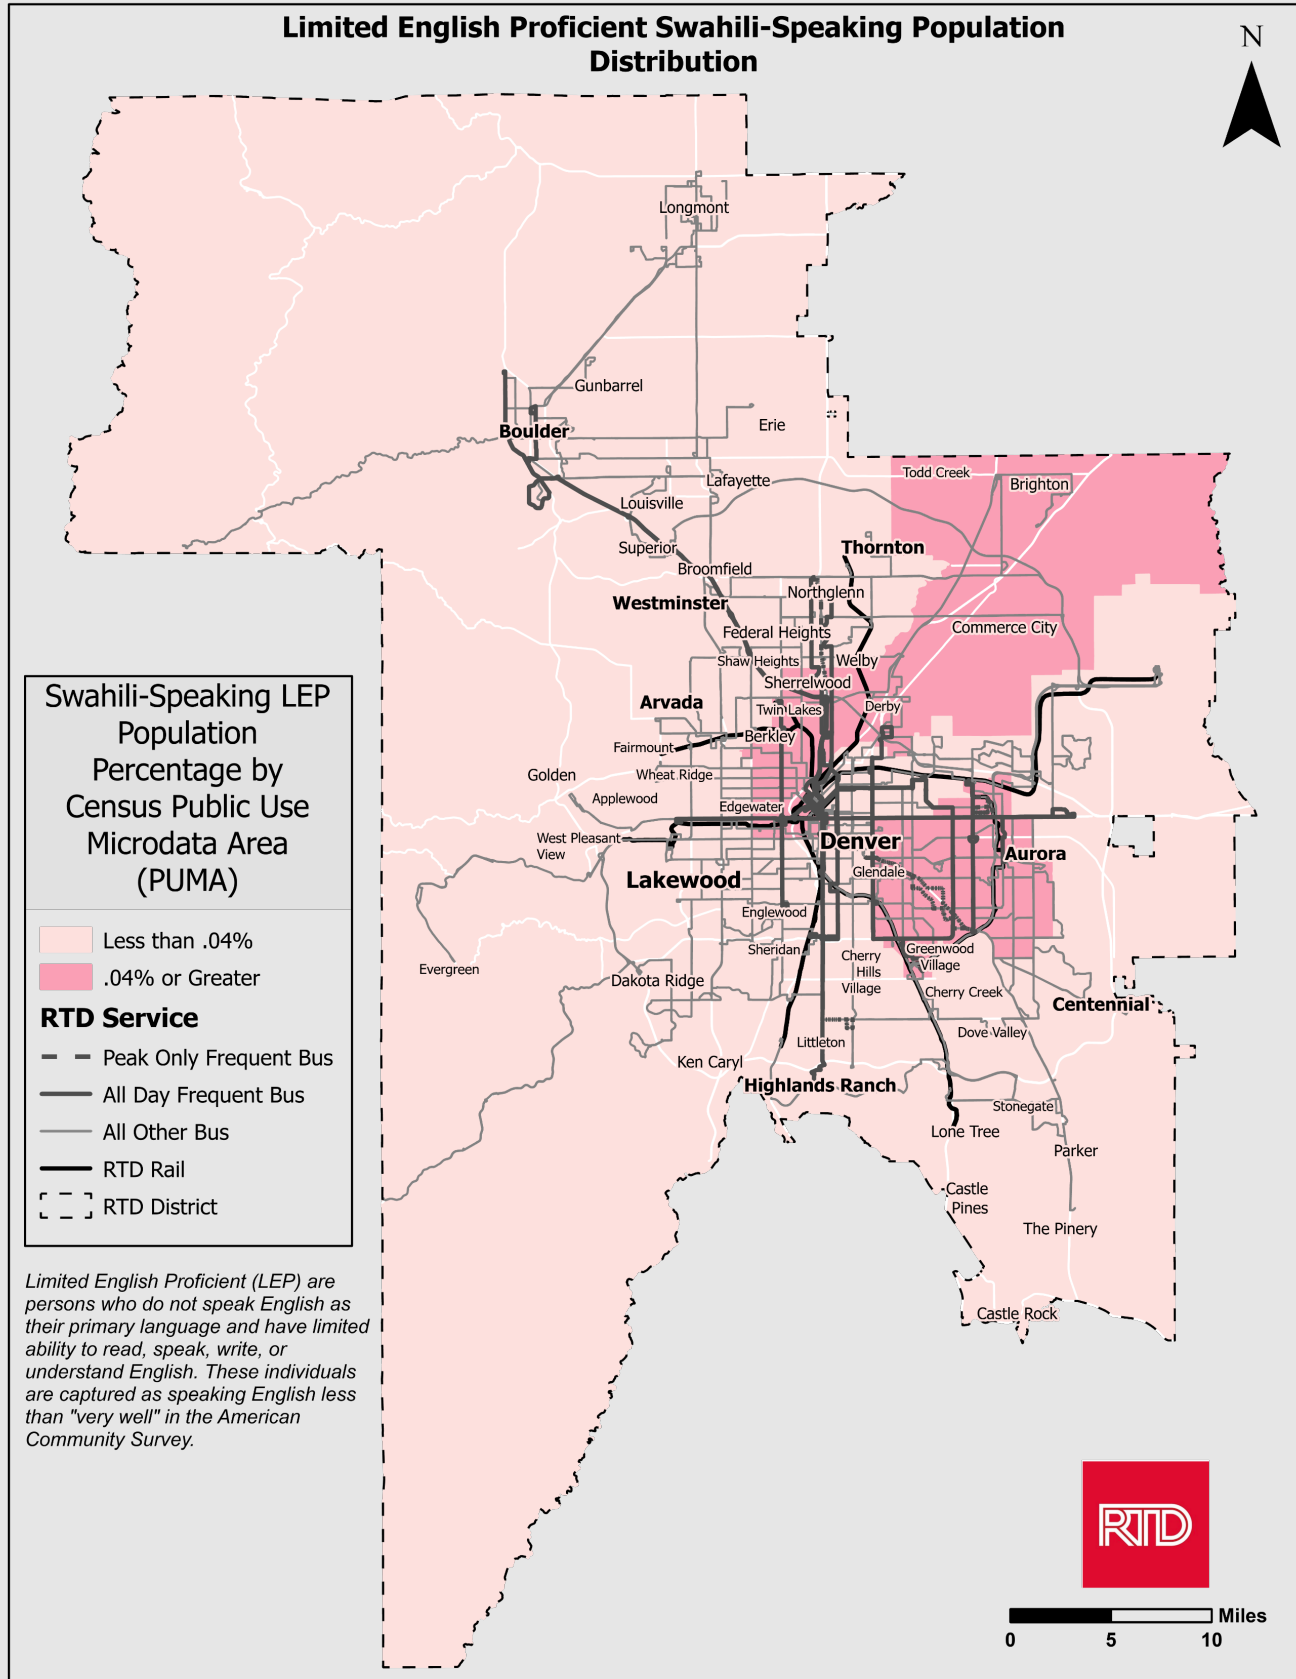 Limited English Proficient Swahili-Speaking Population
Distribution
N
Longmont
Gunbarrel
Boulder
Erie
Todd Creek
Brighton
Lafayette
Louisville
Superior
Thornton
Broomfield
Northglenn
Westminster
Commerce City
Federal Heights
Shaw Heights
Welby
Sherrelwood
Arvada
Twin Lakes
Derby
Berkley
Fairmount
Golden
Wheat Ridge
Applewood
Edgewater
West Pleasant
View
Denver
Aurora
Glendale
Lakewood
Englewood
Sheridan
Greenwood
Village
Cherry
Hills
Village
Evergreen
Dakota Ridge
Cherry Creek
Centennial
Dove Valley
Littleton
Ken Caryl
Highlands Ranch
Stonegate
Lone Tree
Parker
Castle
Pines
The Pinery
Castle Rock
Swahili-Speaking LEP
Population
Percentage by
Census Public Use
Microdata Area
(PUMA)
Less than .04%
.04% or Greater
RTD Service
Peak Only Frequent Bus
All Day Frequent Bus
All Other Bus
RTD Rail
RTD District
Limited English Proficient (LEP) are
persons who do not speak English as
their primary language and have limited
ability to read, speak, write, or
understand English. These individuals
are captured as speaking English less
than "very well" in the American
Community Survey.
RTD
Miles
0 5 10